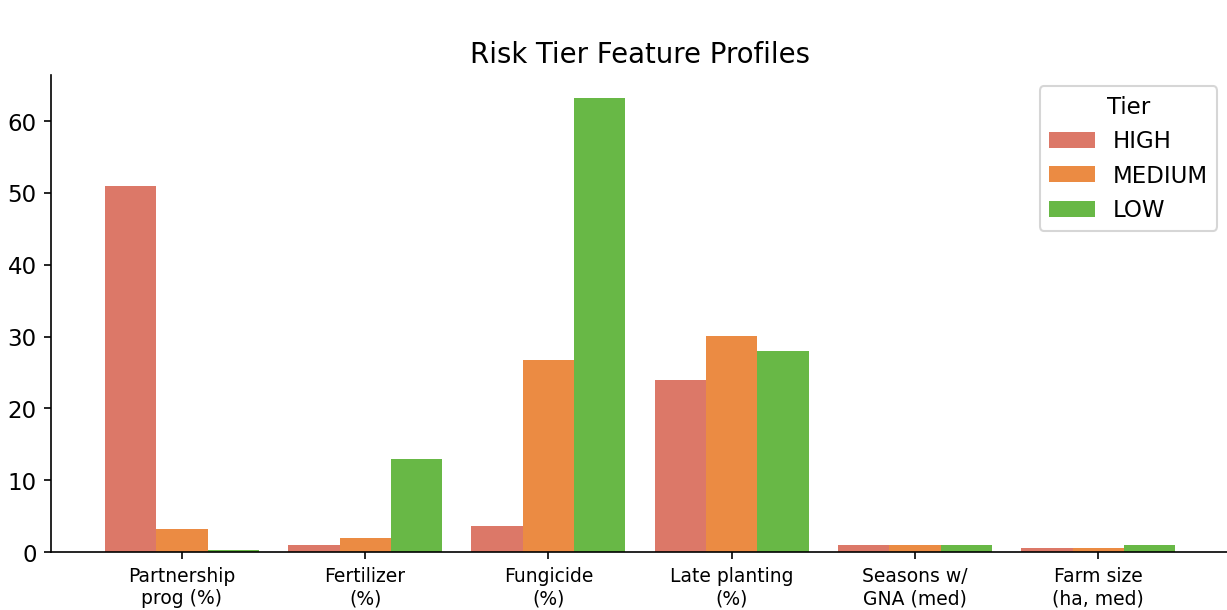 Risk Tier Feature Profiles
Tier
HIGH
MEDIUM
LOW
60
50
40
30
20
10
0
Partnership
prog (%)
Fertilizer
(%)
Fungicide
(%)
Late planting
(%)
Seasons w/
GNA (med)
Farm size
(ha, med)